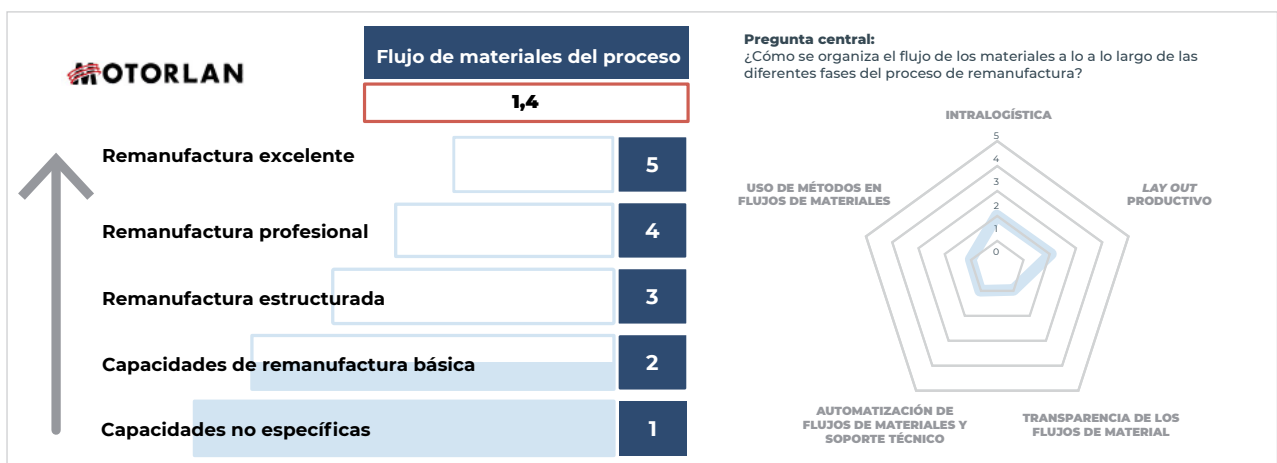 MOTORLAN
Flujo de materiales del proceso
1,4
Remanufactura excelente
5
Remanufactura profesional
4
Remanufactura estructurada
3
Capacidades de remanufactura básica
2
Capacidades no específicas
1
Pregunta central:
¿Cómo se organiza el flujo de los materiales a lo a lo largo de las
diferentes fases del proceso de remanufactura?
INTRALOGÍSTICA
5
4
3
2
1
0
USO DE MÉTODOS EN
FLUJOS DE MATERIALES
LAY OUT
PRODUCTIVO
AUTOMATIZACIÓN DE
FLUJOS DE MATERIALES Y
SOPORTE TÉCNICO
TRANSPARENCIA DE LOS
FLUJOS DE MATERIAL